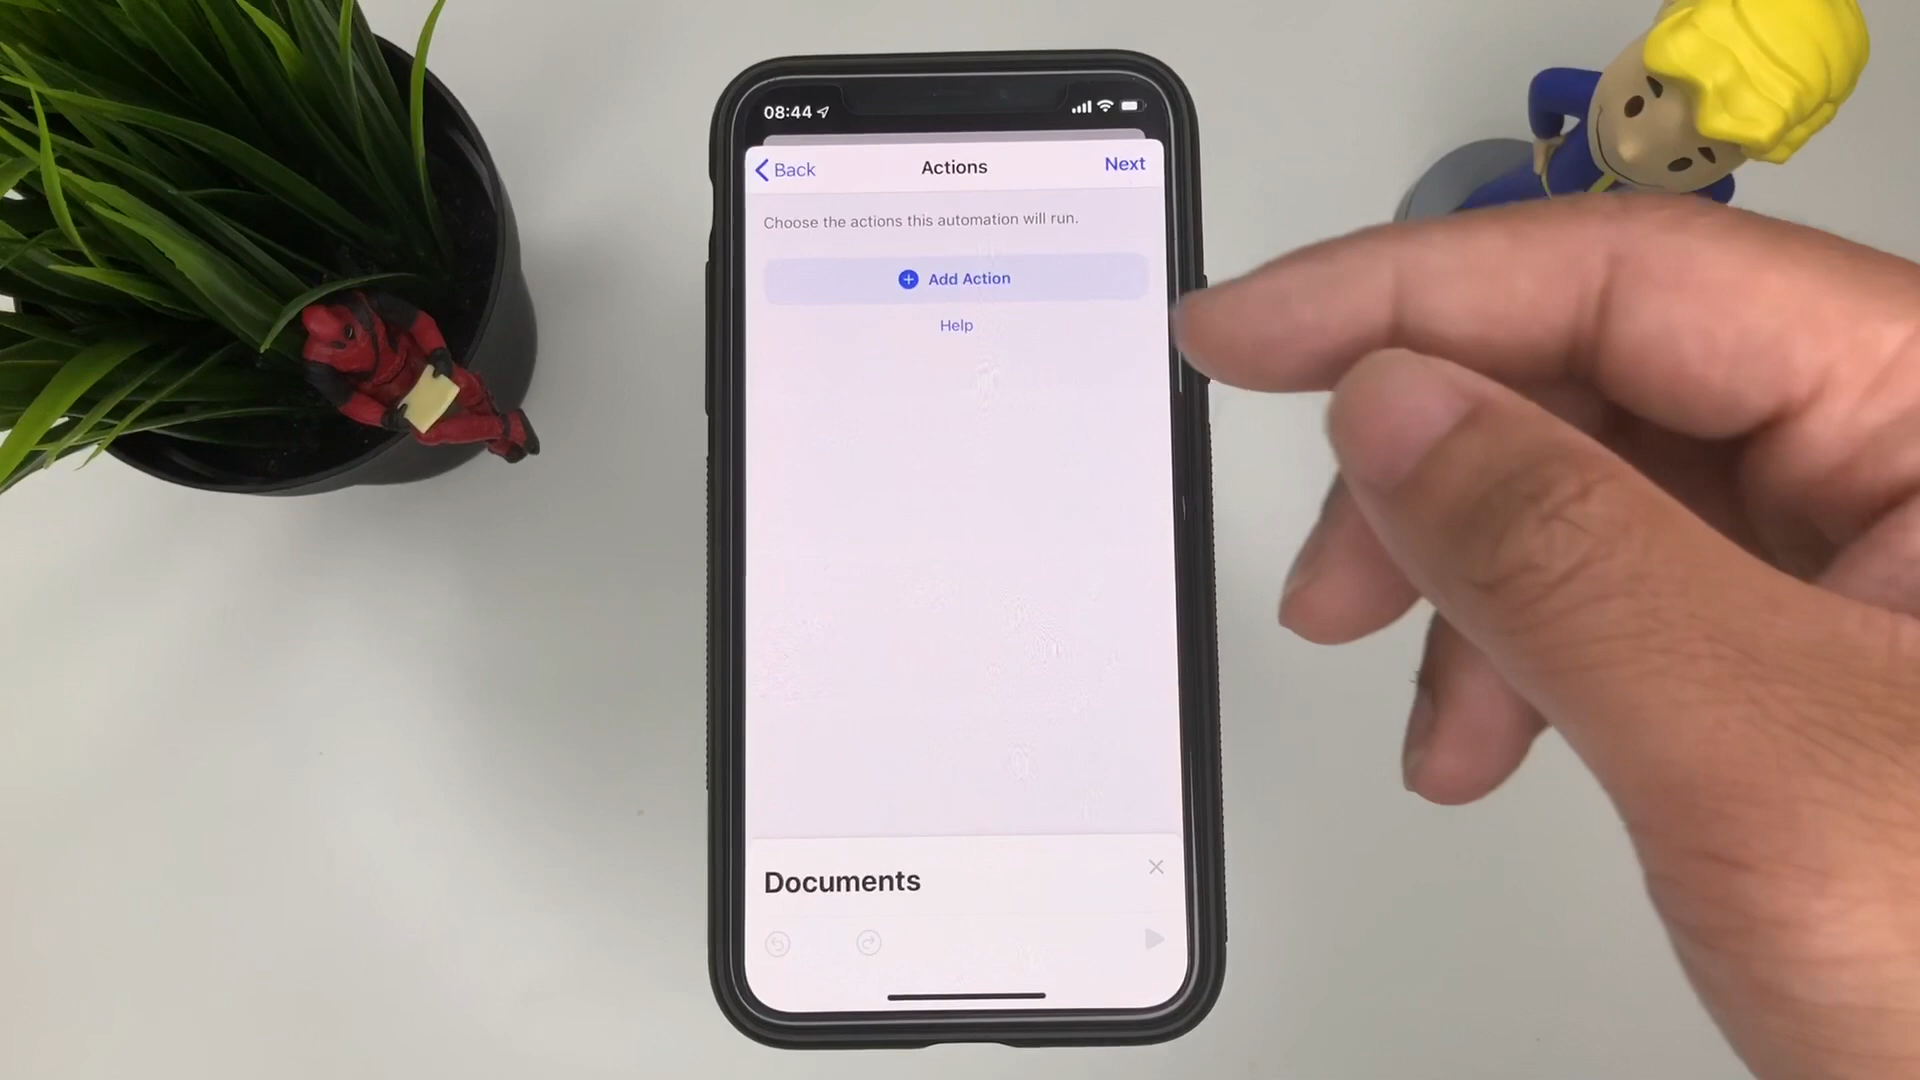 08:44
Back Actions Next
Choose the actions this automation will run.
Add Action
Help
Documents